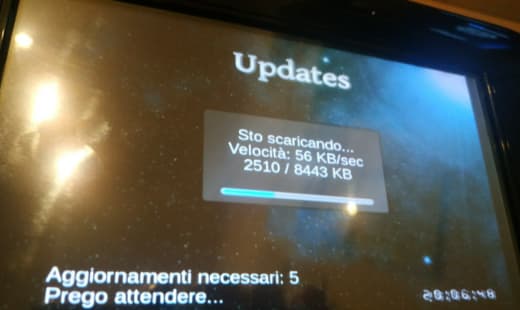 Updates
Sto scaricando...
Velocità: 56 KB/sec
2510 / 8443 KB
Aggiornamenti necessari: 5
Prego attendere...
20:06:48